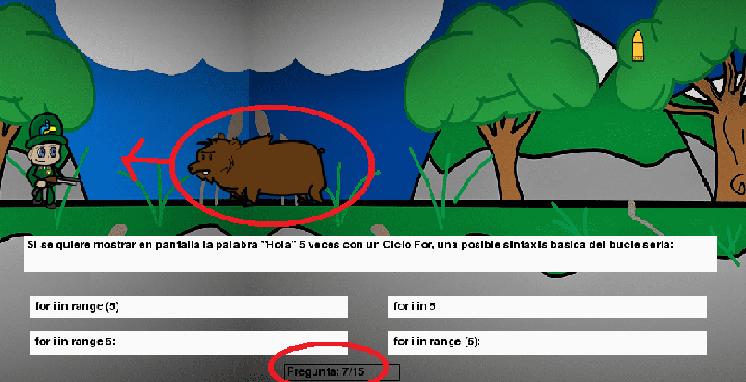 Si se quiere mostrar en pantalla la palabra "Hola" 5 veces con un Ciclo For, una posible sintaxis basica del bucle seria:
for i in range (5)
for i in 5
for i in range 5:
for i in range (5):
Pregunta: 7/15